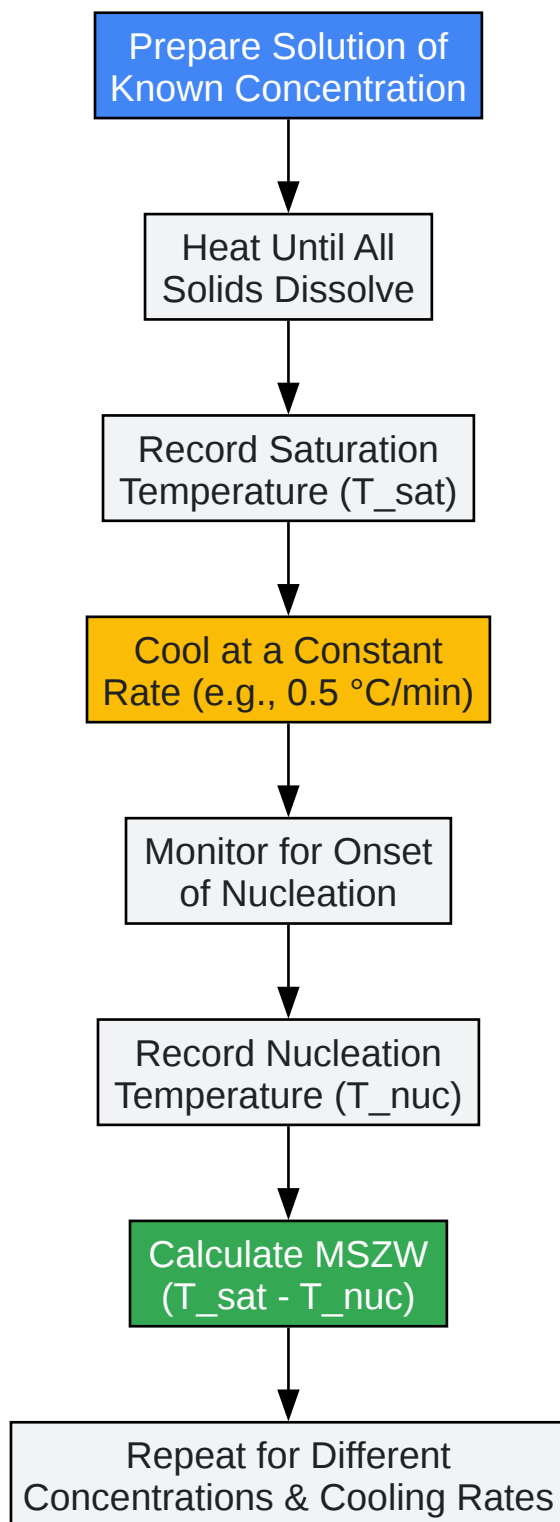 Prepare Solution of
Known Concentration
Heat Until All
Solids Dissolve
Record Saturation
Temperature (T_sat)
Cool at a Constant
Rate (e.g., 0.5 °C/min)
Monitor for Onset
of Nucleation
Record Nucleation
Temperature (T_nuc)
Calculate MSZW
(T_sat - T_nuc)
Repeat for Different
Concentrations & Cooling Rates